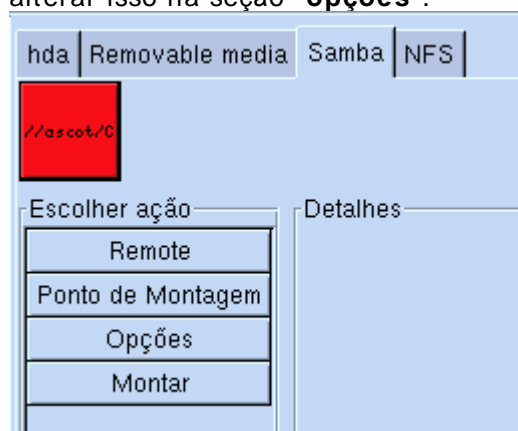 alterar isso na seção "opções".
hda Removable media Samba NFS
//ascot/C
Escolher ação Detalhes
Remote
Ponto de Montagem
Opções
Montar